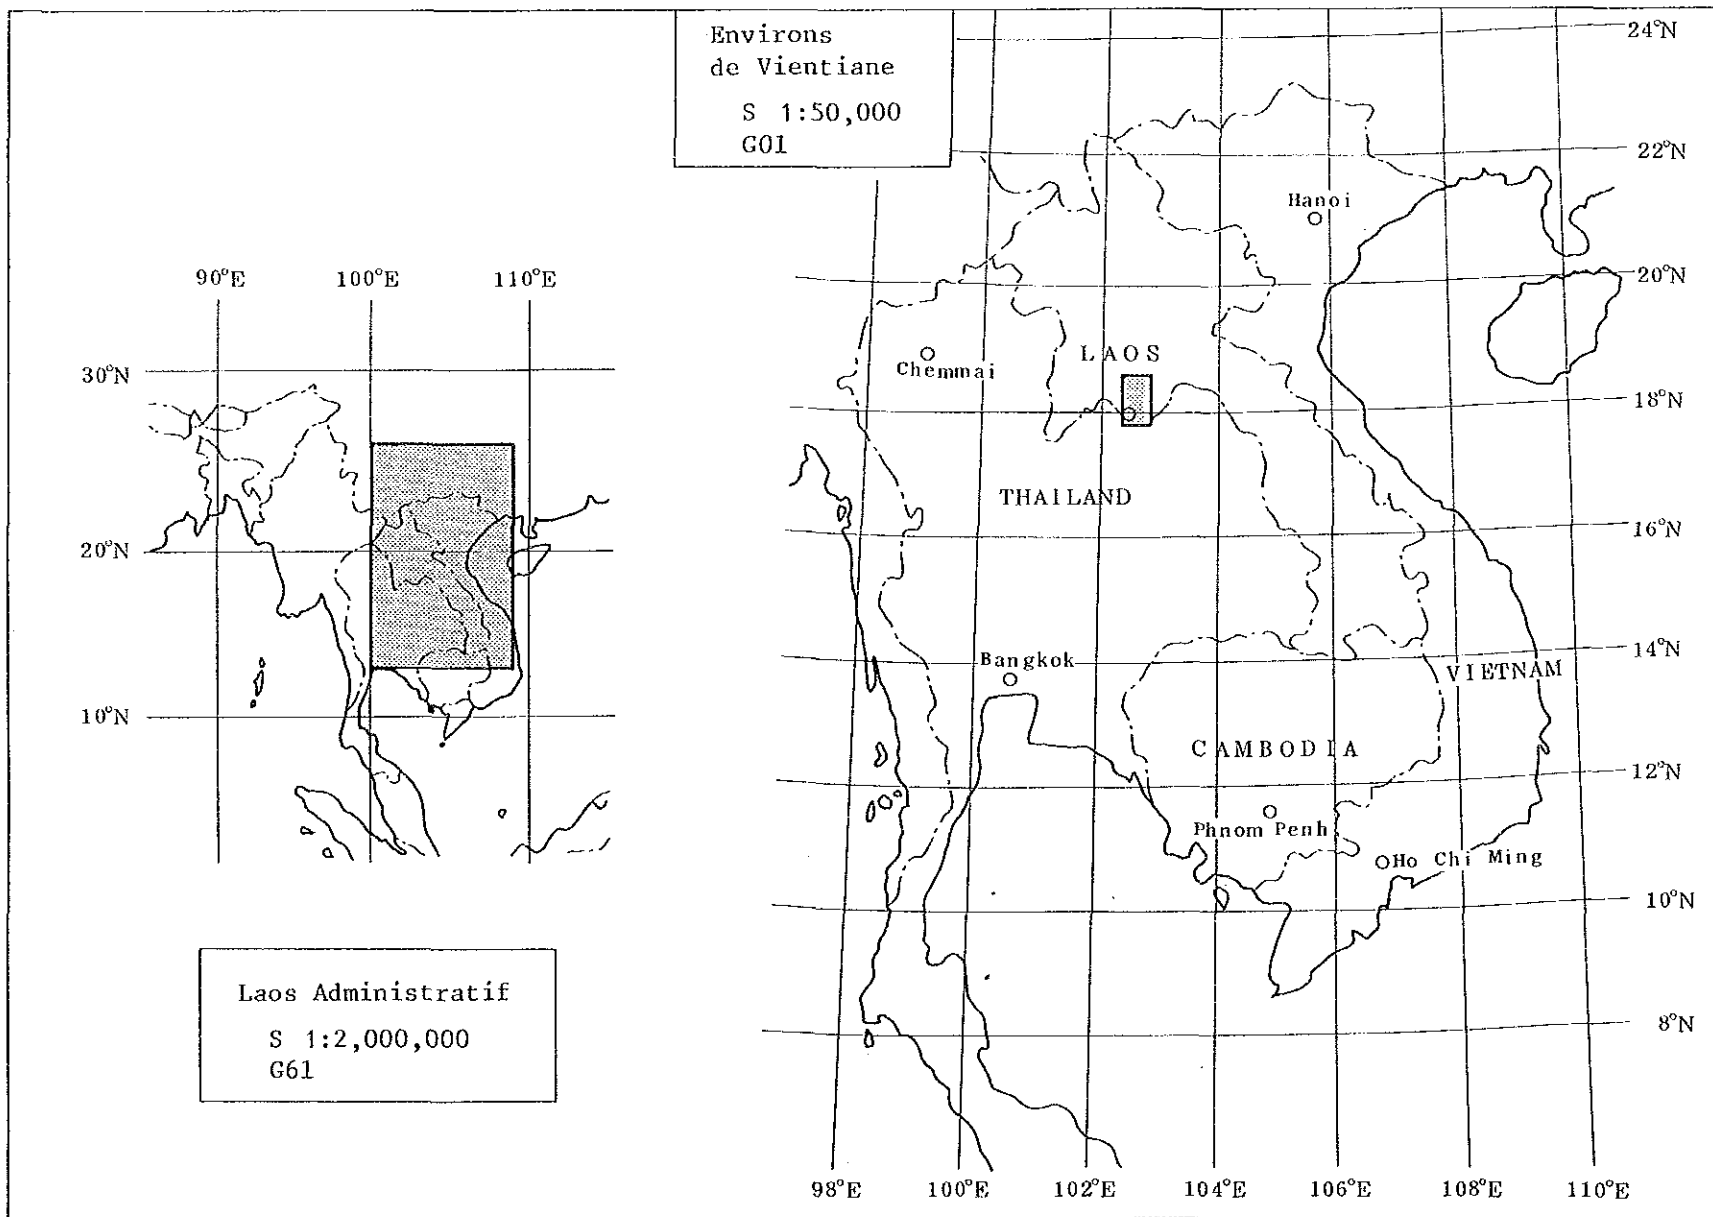 Environs
de Vientiane
S 1:50,000
G01
24°N
22°N
Hanoi
20°N
LAOS
Chemmai
18°N
THAILAND
16°N
Bangkok
14°N
VIETNAM
CAMBODIA
12°N
Phnom Penh
Ho Chi Ming
10°N
8°N
98°E 100°E 102°E 104°E 106°E 108°E 110°E
90°E 100°E 110°E
30°N
20°N
10°N
Laos Administratif
S 1:2,000,000
G61